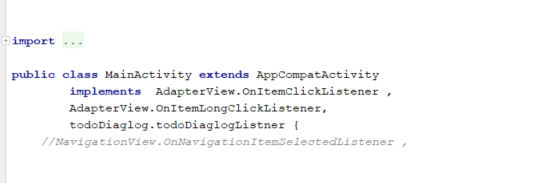 import ...
public class MainActivity extends AppCompatActivity
implements  AdapterView.OnItemClickListener ,
AdapterView.OnItemLongClickListener,
todoDiaglog.todoDiaglogListner {
//NavigationView.OnNavigationItemSelectedListener ,